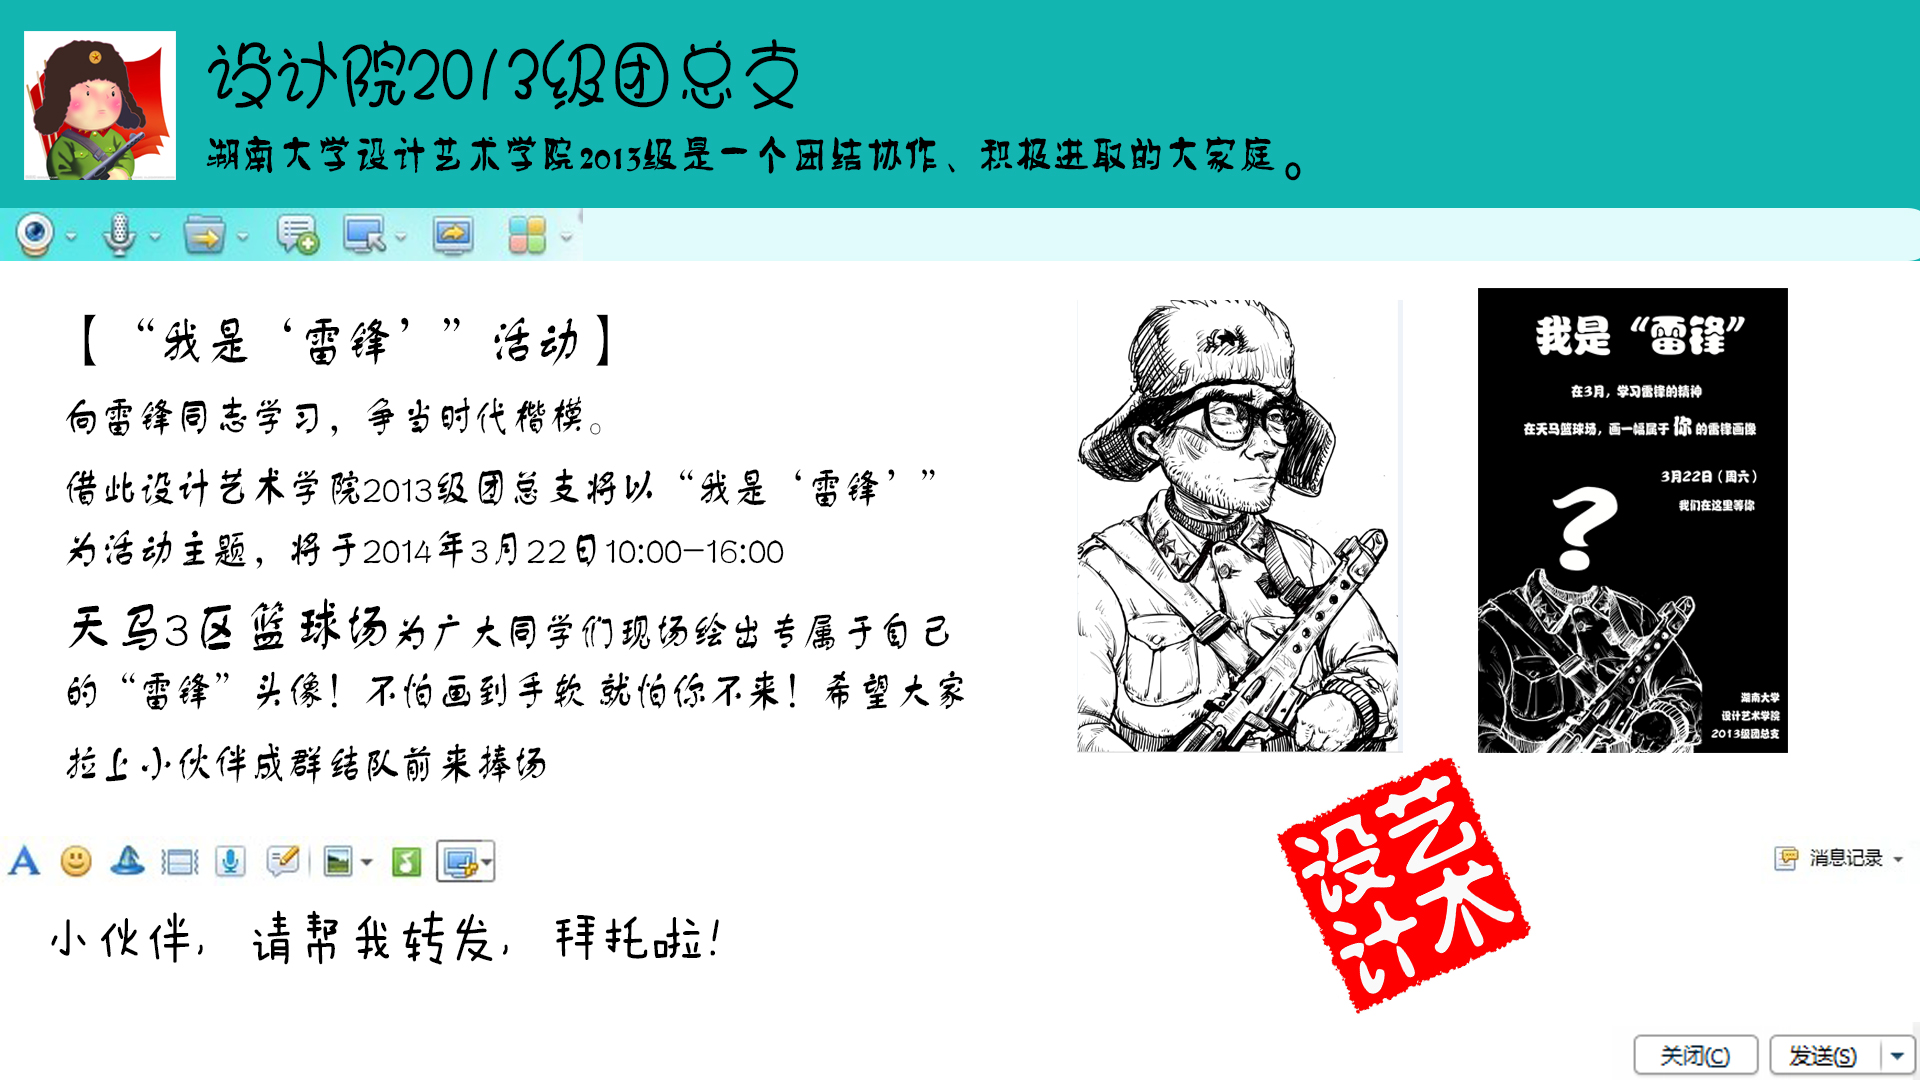 设计院2013级团总支
湖南大学设计艺术学院2013级是一个团结协作、积极进取的大家庭。
【“我是‘雷锋’”活动】
向雷锋同志学习，争当时代楷模。
借此设计艺术学院2013级团总支将以“我是‘雷锋’”
为活动主题，将于2014年3月22日10:00-16:00
天马3区篮球场为广大同学们现场绘出专属于自己
的“雷锋”头像！不怕画到手软 就怕你不来！希望大家
拉上小伙伴成群结队前来捧场
我是“雷锋”
在3月，学习雷锋的精神
在天马篮球场，画一幅属于 你 的雷锋画像
3月22日（周六）
我们在这里等你
?
湖南大学
设计艺术学院
2013级团总支
设计艺术
消息记录
小伙伴，请帮我转发，拜托啦！
关闭(C)
发送(S)